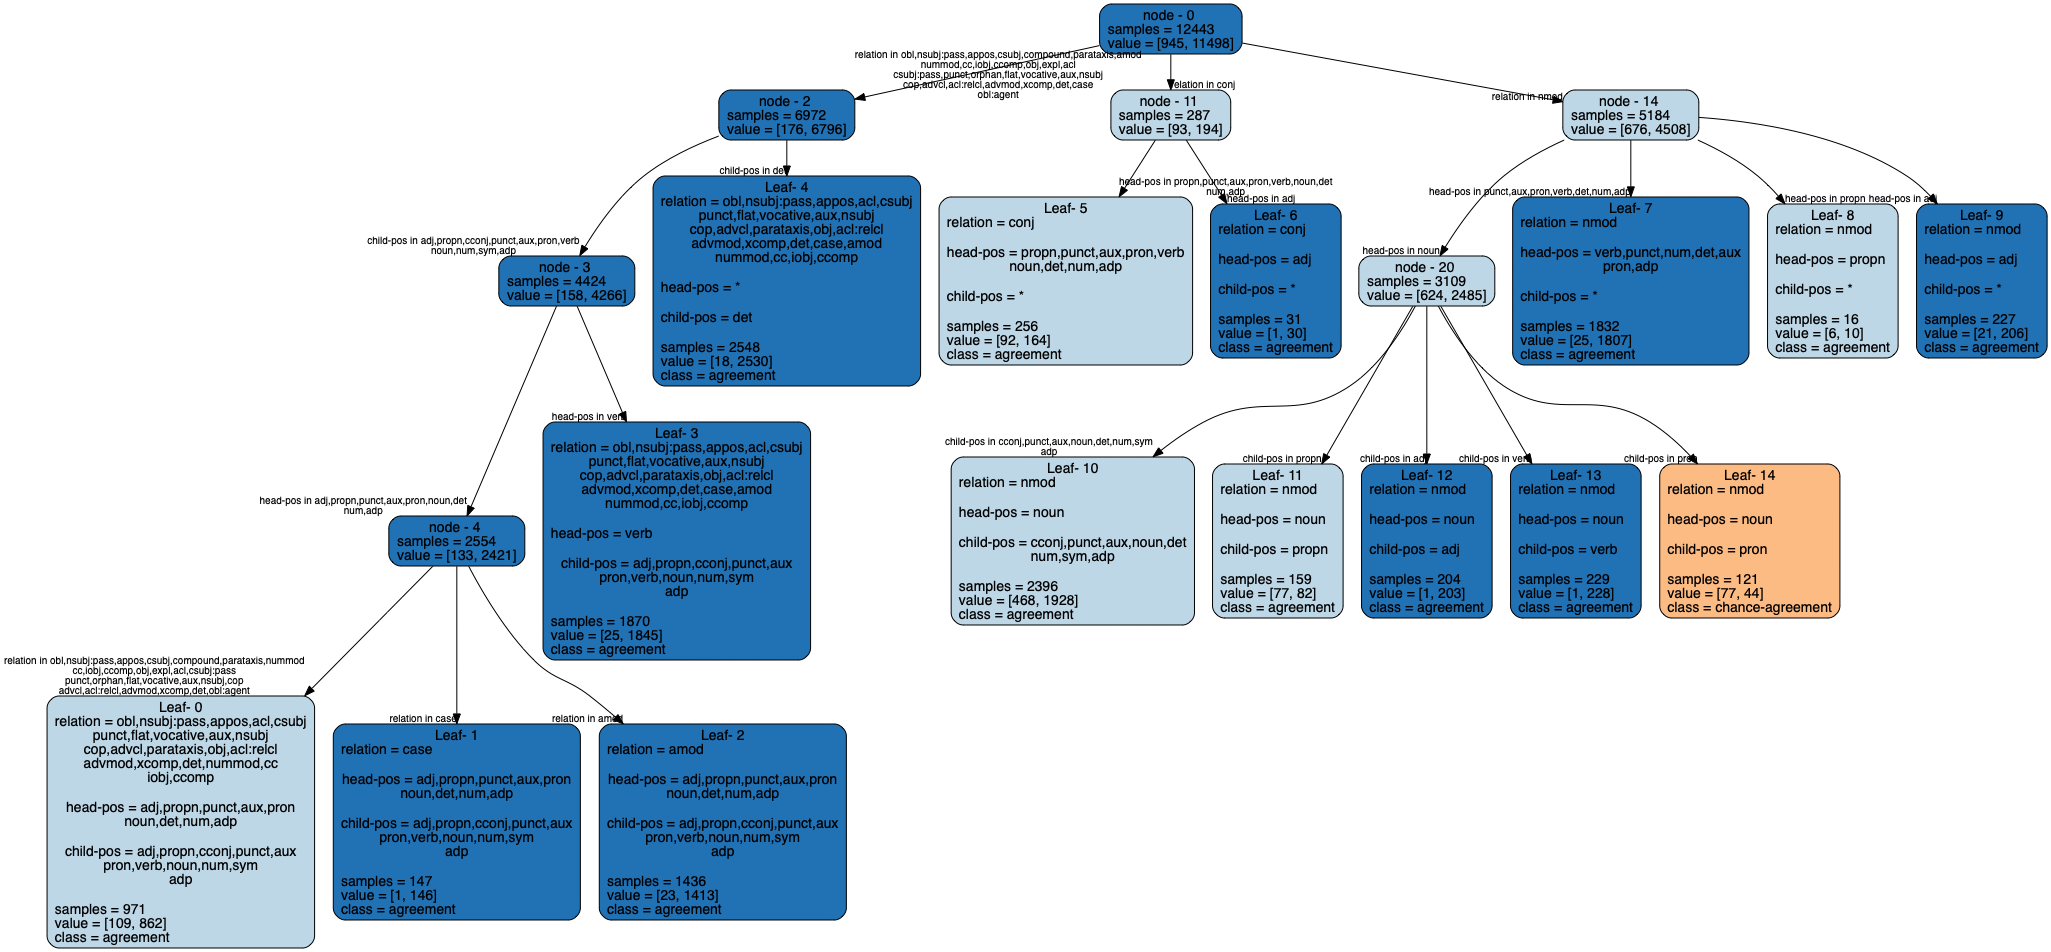 node - 0
samples = 12443
value = [945, 11498]
relation in obl,nsubj:pass,appos,csubj,compound,parataxis,amod
nummod,cc,iobj,ccomp,obj,expl,acl
csubj:pass,punct,orphan,flat,vocative,aux,nsubj
cop,advcl,acl:relcl,advmod,xcomp,det,case
obl:agent
relation in conj
relation in nmod
node - 2
samples = 6972
value = [176, 6796]
node - 11
samples = 287
value = [93, 194]
node - 14
samples = 5184
value = [676, 4508]
child-pos in adj,propn,cconj,punct,aux,pron,verb
noun,num,sym,adp
child-pos in det
head-pos in propn,punct,aux,pron,verb,noun,det
num,adp
head-pos in adj
head-pos in noun
head-pos in punct,aux,pron,verb,det,num,adp
head-pos in propn
head-pos in adj
node - 3
samples = 4424
value = [158, 4266]
Leaf- 4
relation = obl,nsubj:pass,appos,acl,csubj
punct,flat,vocative,aux,nsubj
cop,advcl,parataxis,obj,acl:relcl
advmod,xcomp,det,case,amod
nummod,cc,iobj,ccomp
head-pos = *
child-pos = det
samples = 2548
value = [18, 2530]
class = agreement
Leaf- 5
relation = conj
head-pos = propn,punct,aux,pron,verb
noun,det,num,adp
child-pos = *
samples = 256
value = [92, 164]
class = agreement
Leaf- 6
relation = conj
head-pos = adj
child-pos = *
samples = 31
value = [1, 30]
class = agreement
node - 20
samples = 3109
value = [624, 2485]
Leaf- 7
relation = nmod
head-pos = verb,punct,num,det,aux
pron,adp
child-pos = *
samples = 1832
value = [25, 1807]
class = agreement
Leaf- 8
relation = nmod
head-pos = propn
child-pos = *
samples = 16
value = [6, 10]
class = agreement
Leaf- 9
relation = nmod
head-pos = adj
child-pos = *
samples = 227
value = [21, 206]
class = agreement
head-pos in adj,propn,punct,aux,pron,noun,det
num,adp
head-pos in verb
node - 4
samples = 2554
value = [133, 2421]
Leaf- 3
relation = obl,nsubj:pass,appos,acl,csubj
punct,flat,vocative,aux,nsubj
cop,advcl,parataxis,obj,acl:relcl
advmod,xcomp,det,case,amod
nummod,cc,iobj,ccomp
head-pos = verb
child-pos = adj,propn,cconj,punct,aux
pron,verb,noun,num,sym
adp
samples = 1870
value = [25, 1845]
class = agreement
child-pos in cconj,punct,aux,noun,det,num,sym
adp
child-pos in propn
child-pos in adj
child-pos in verb
child-pos in pron
Leaf- 10
relation = nmod
head-pos = noun
child-pos = cconj,punct,aux,noun,det
num,sym,adp
samples = 2396
value = [468, 1928]
class = agreement
Leaf- 11
relation = nmod
head-pos = noun
child-pos = propn
samples = 159
value = [77, 82]
class = agreement
Leaf- 12
relation = nmod
head-pos = noun
child-pos = adj
samples = 204
value = [1, 203]
class = agreement
Leaf- 13
relation = nmod
head-pos = noun
child-pos = verb
samples = 229
value = [1, 228]
class = agreement
Leaf- 14
relation = nmod
head-pos = noun
child-pos = pron
samples = 121
value = [77, 44]
class = chance-agreement
relation in obl,nsubj:pass,appos,csubj,compound,parataxis,nummod
cc,iobj,ccomp,obj,expl,acl,csubj:pass
punct,orphan,flat,vocative,aux,nsubj,cop
advcl,acl:relcl,advmod,xcomp,det,obl:agent
relation in case
relation in amod
Leaf- 0
relation = obl,nsubj:pass,appos,acl,csubj
punct,flat,vocative,aux,nsubj
cop,advcl,parataxis,obj,acl:relcl
advmod,xcomp,det,nummod,cc
iobj,ccomp
head-pos = adj,propn,punct,aux,pron
noun,det,num,adp
child-pos = adj,propn,cconj,punct,aux
pron,verb,noun,num,sym
adp
samples = 971
value = [109, 862]
class = agreement
Leaf- 1
relation = case
head-pos = adj,propn,punct,aux,pron
noun,det,num,adp
child-pos = adj,propn,cconj,punct,aux
pron,verb,noun,num,sym
adp
samples = 147
value = [1, 146]
class = agreement
Leaf- 2
relation = amod
head-pos = adj,propn,punct,aux,pron
noun,det,num,adp
child-pos = adj,propn,cconj,punct,aux
pron,verb,noun,num,sym
adp
samples = 1436
value = [23, 1413]
class = agreement